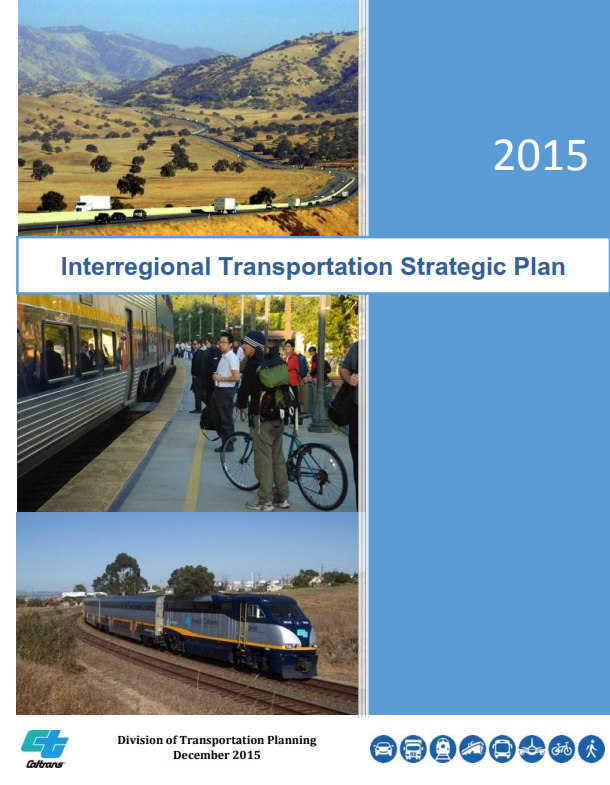 2015
Interregional Transportation Strategic Plan
Division of Transportation Planning
December 2015
Caltrans